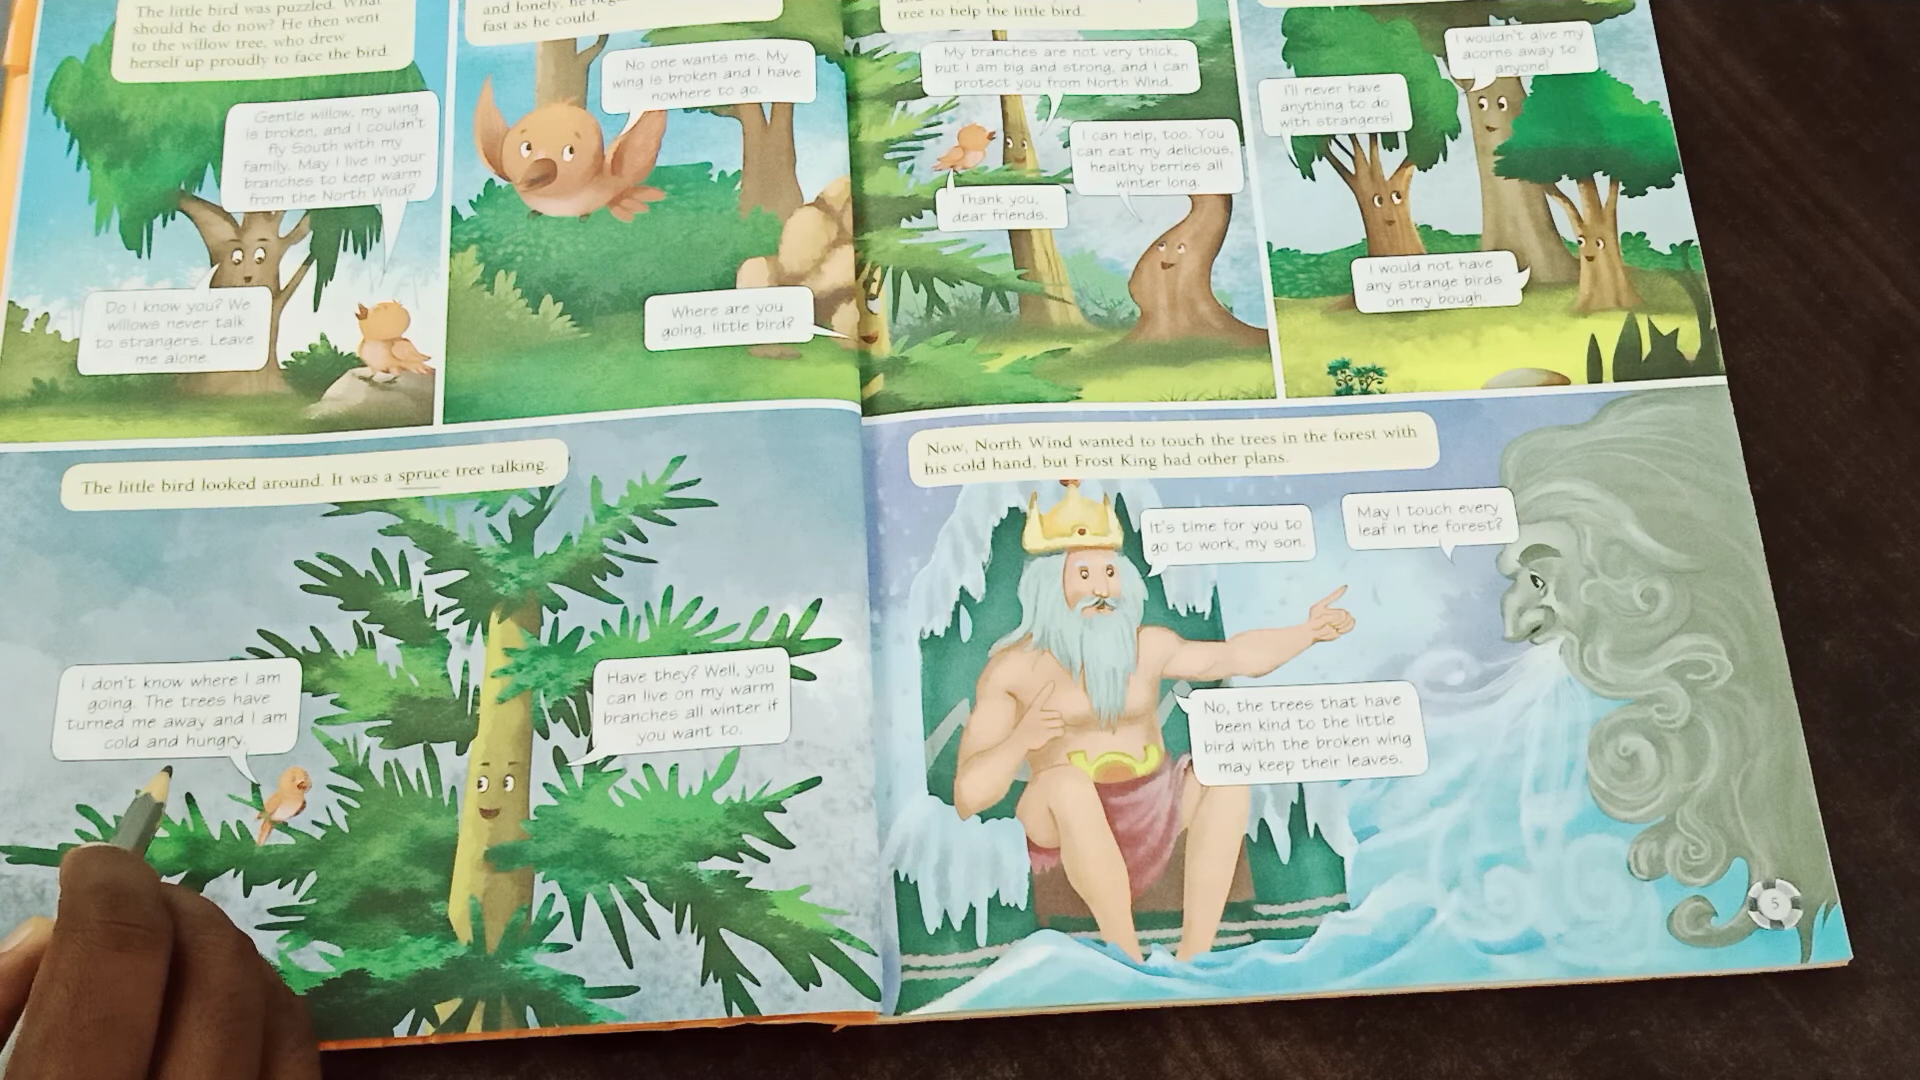 The little bird was puzzled. What
should he do now? He then went
to the willow tree, who drew
herself up proudly to face the bird.
Gentle willow, my wing
is broken, and I couldn't
fly South with my
family. May I live in your
branches to keep warm
from the North Wind?
Do I know you? We
willows never talk
to strangers. Leave
me alone.
and lonely, he
fast as he could.
No one wants me. My
wing is broken and I have
nowhere to go.
Where are you
going, little bird?
The little bird looked around. It was a spruce tree talking.
I don't know where I am
going. The trees have
turned me away and I am
cold and hungry.
Have they? Well, you
can live on my warm
branches all winter if
you want to.
tree to help the little bird.
My branches are not very thick,
but I am big and strong, and I can
protect you from North Wind.
I can help, too. You
can eat my delicious,
healthy berries all
winter long.
Thank you,
dear friends.
I wouldn't give my
acorns away to
anyone!
I'll never have
anything to do
with strangers!
I would not have
any strange birds
on my bough.
Now, North Wind wanted to touch the trees in the forest with
his cold hand, but Frost King had other plans.
It's time for you to
go to work, my son.
May I touch every
leaf in the forest?
No, the trees that have
been kind to the little
bird with the broken wing
may keep their leaves.
5